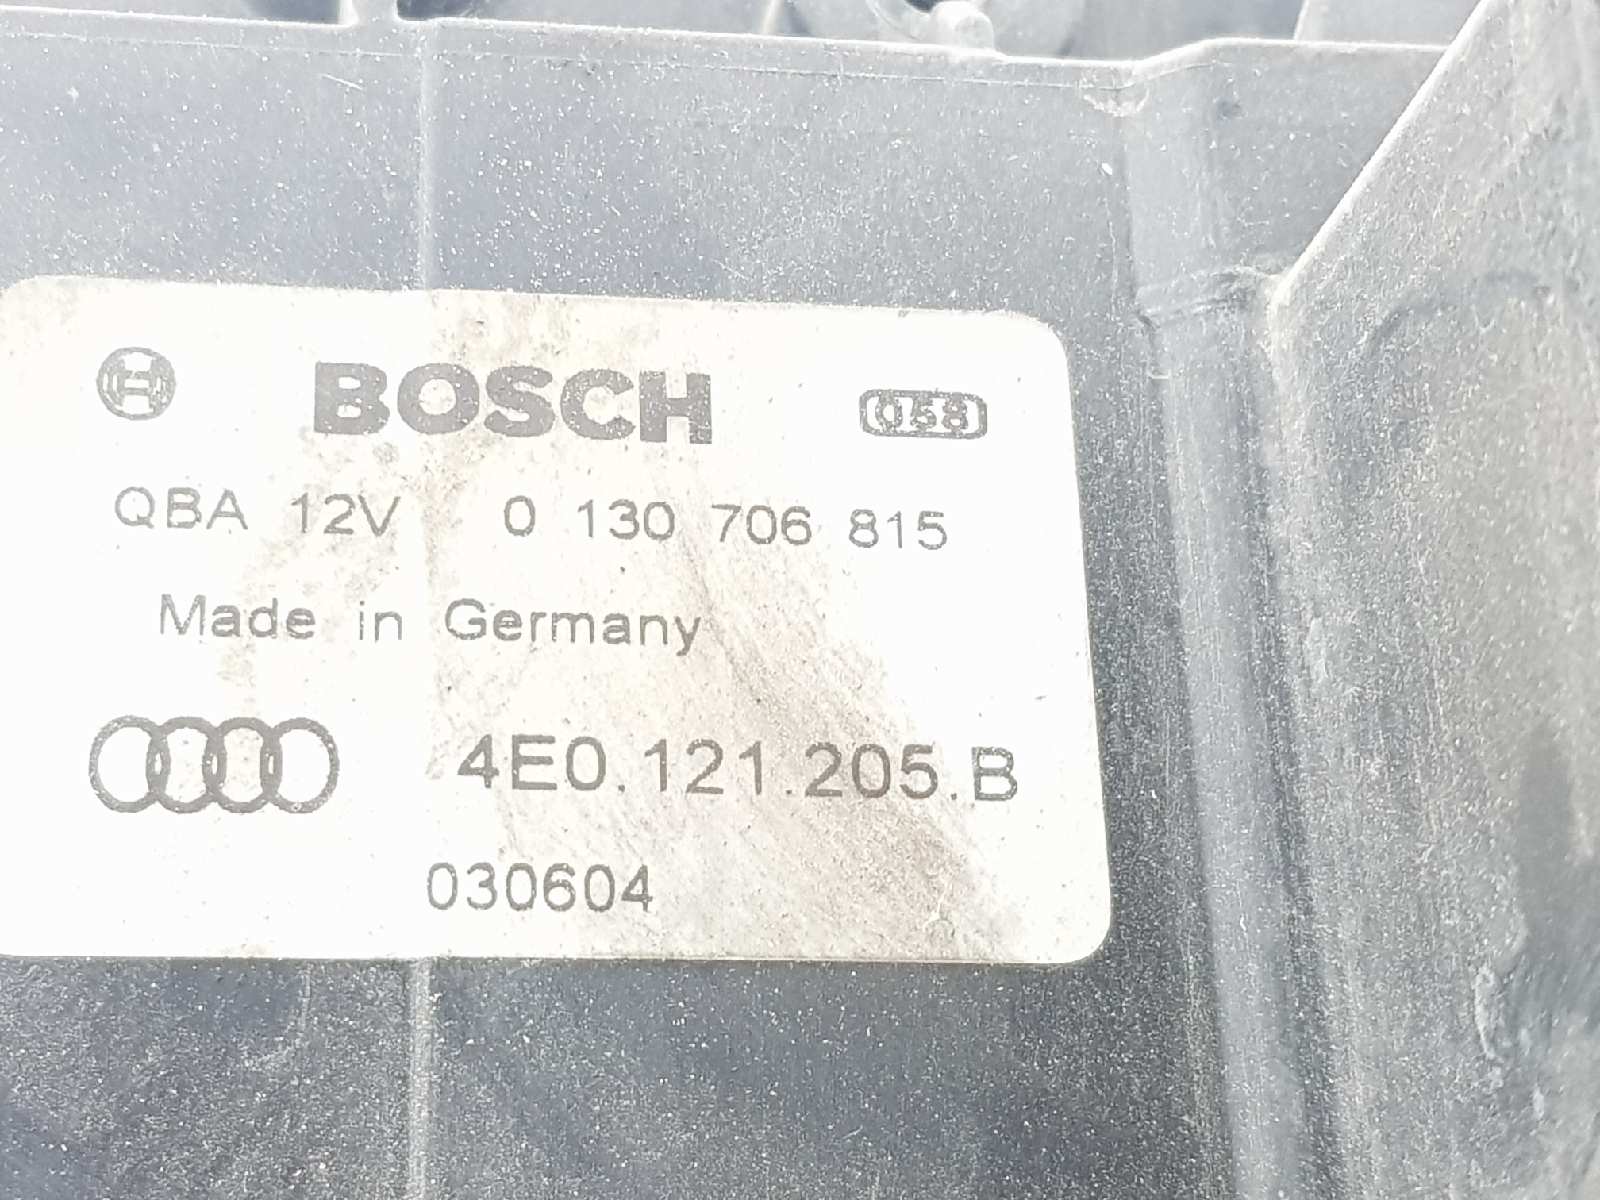 BOSCH 058
QBA 12V 0 130 706 815
Made in Germany
4E0.121.205.B
030604